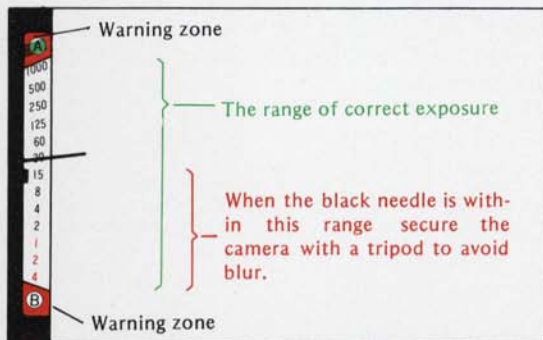 Warning zone
A
1000
500
250
125
60
30
15
8
4
2
1
2
4
B
The range of correct exposure
When the black needle is with-
in this range secure the
camera with a tripod to avoid
blur.
Warning zone